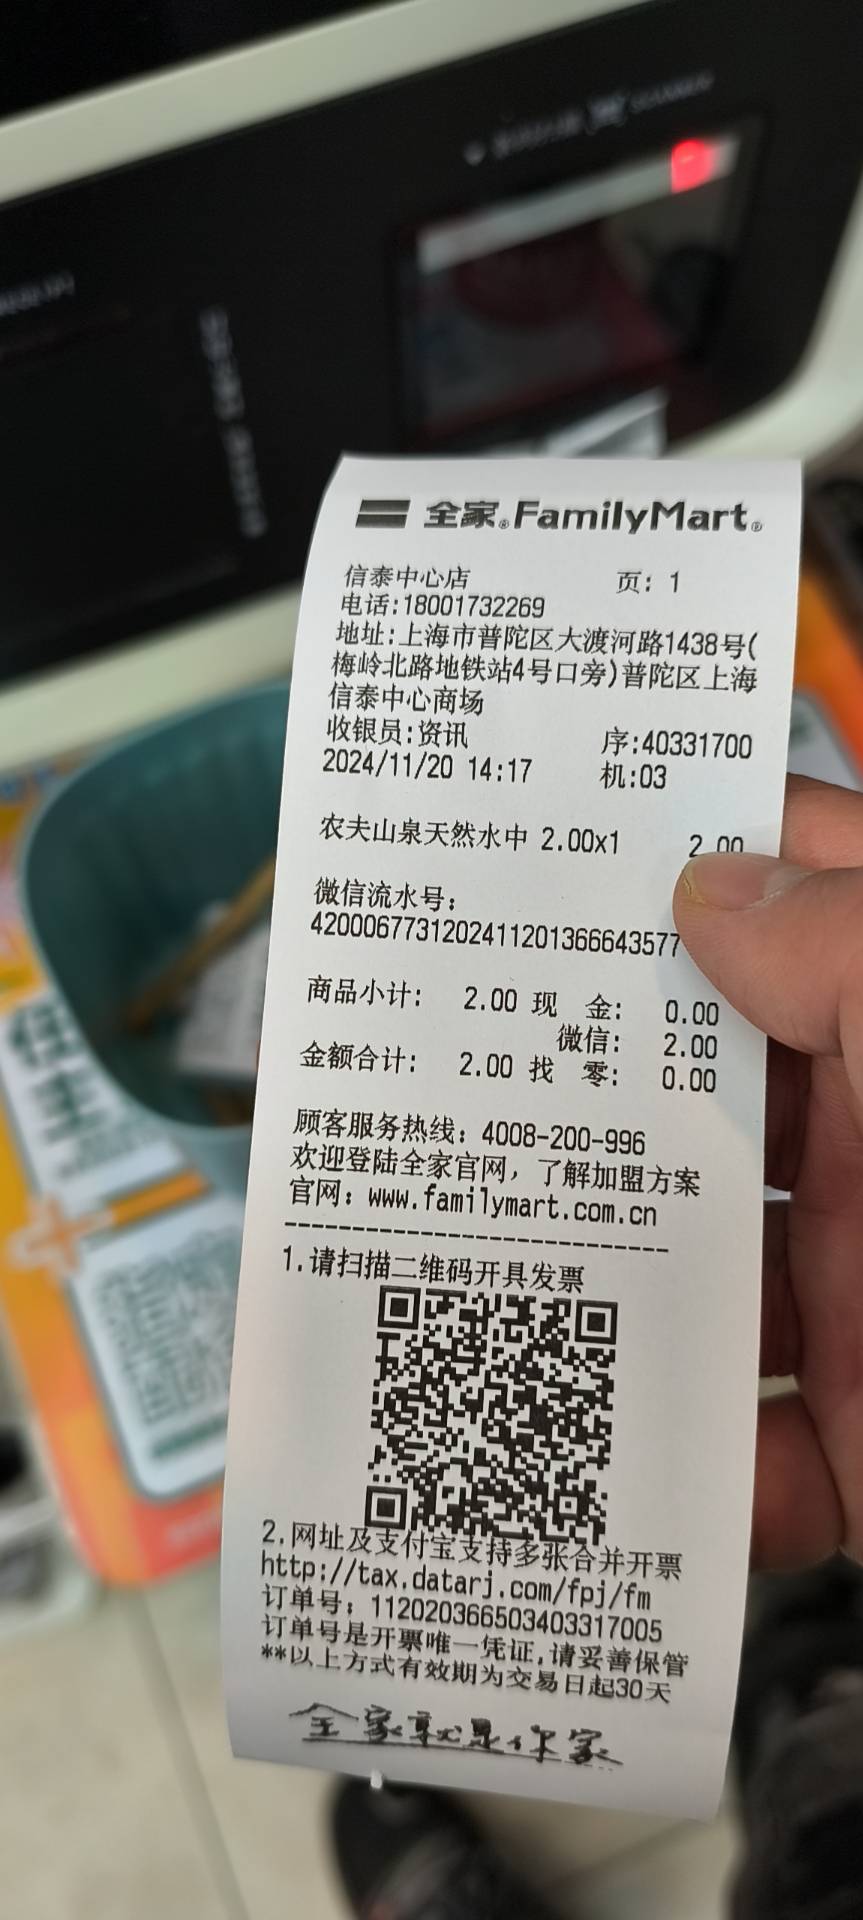 全家®FamilyMart®
信泰中心店 页: 1
电话:18001732269
地址:上海市普陀区大渡河路1438号(
梅岭北路地铁站4号口旁)普陀区上海
信泰中心商场
收银员:资讯 序:40331700
2024/11/20 14:17 机:03
农夫山泉天然水中 2.00x1 2.00
微信流水号:
4200067731202411201366643577
商品小计: 2.00 现 金: 0.00
微信: 2.00
金额合计: 2.00 找 零: 0.00
顾客服务热线: 4008-200-996
欢迎登陆全家官网, 了解加盟方案
官网: www.familymart.com.cn
--------------------------------
1.请扫描二维码开具发票
2.网址及支付宝支持多张合并开票
http://tax.datarj.com/fpj/fm
订单号: 112020366503403317005
订单号是开票唯一凭证,请妥善保管
**以上方式有效期为交易日起30天
全家就是你家